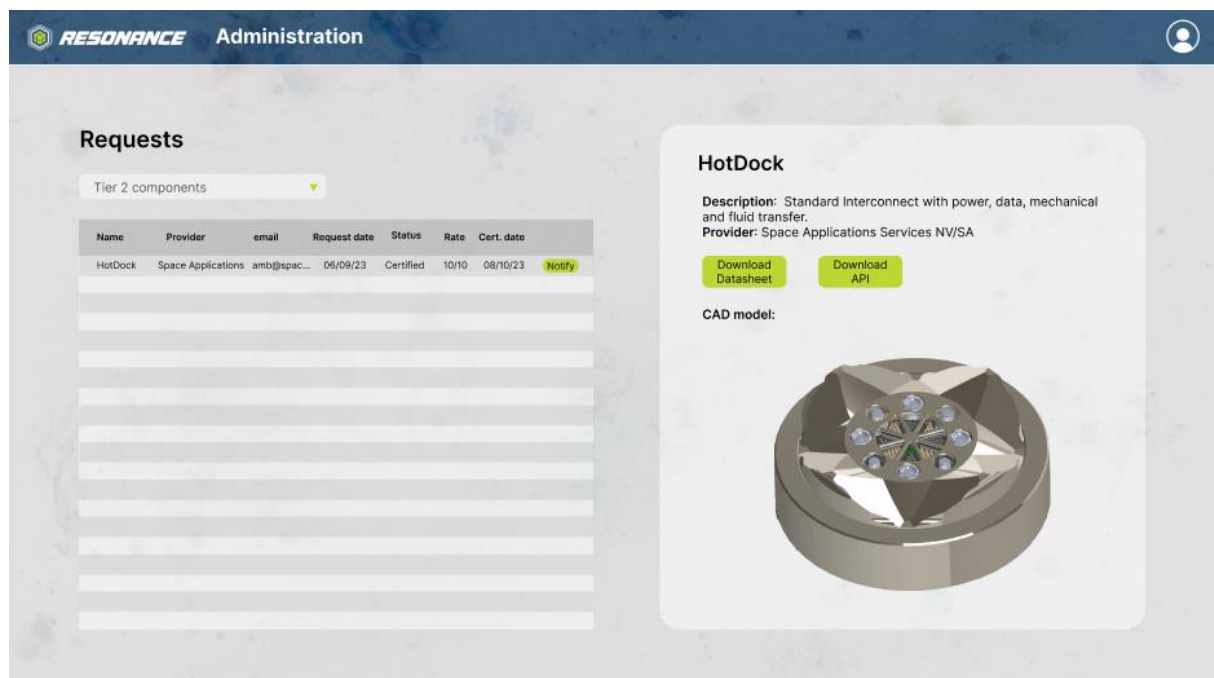 RESONANCE Administration
Requests
Tier 2 components
Name Provider email Request date Status Rate Cert. date
HotDock Space Applications amb@spac... 06/09/23 Certified 10/10 08/10/23 Notify
HotDock
Description: Standard Interconnect with power, data, mechanical
and fluid transfer.
Provider: Space Applications Services NV/SA
Download
Datasheet
Download
API
CAD model: